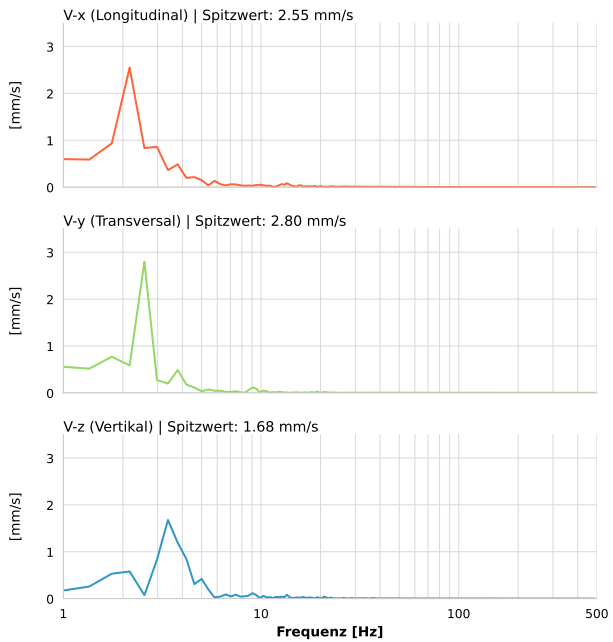 V-x (Longitudinal) | Spitzwert: 2.55 mm/s
3
2
1
0
[mm/s]
V-y (Transversal) | Spitzwert: 2.80 mm/s
3
2
1
0
[mm/s]
V-z (Vertikal) | Spitzwert: 1.68 mm/s
3
2
1
0
[mm/s]
1 10 100 500
Frequenz [Hz]